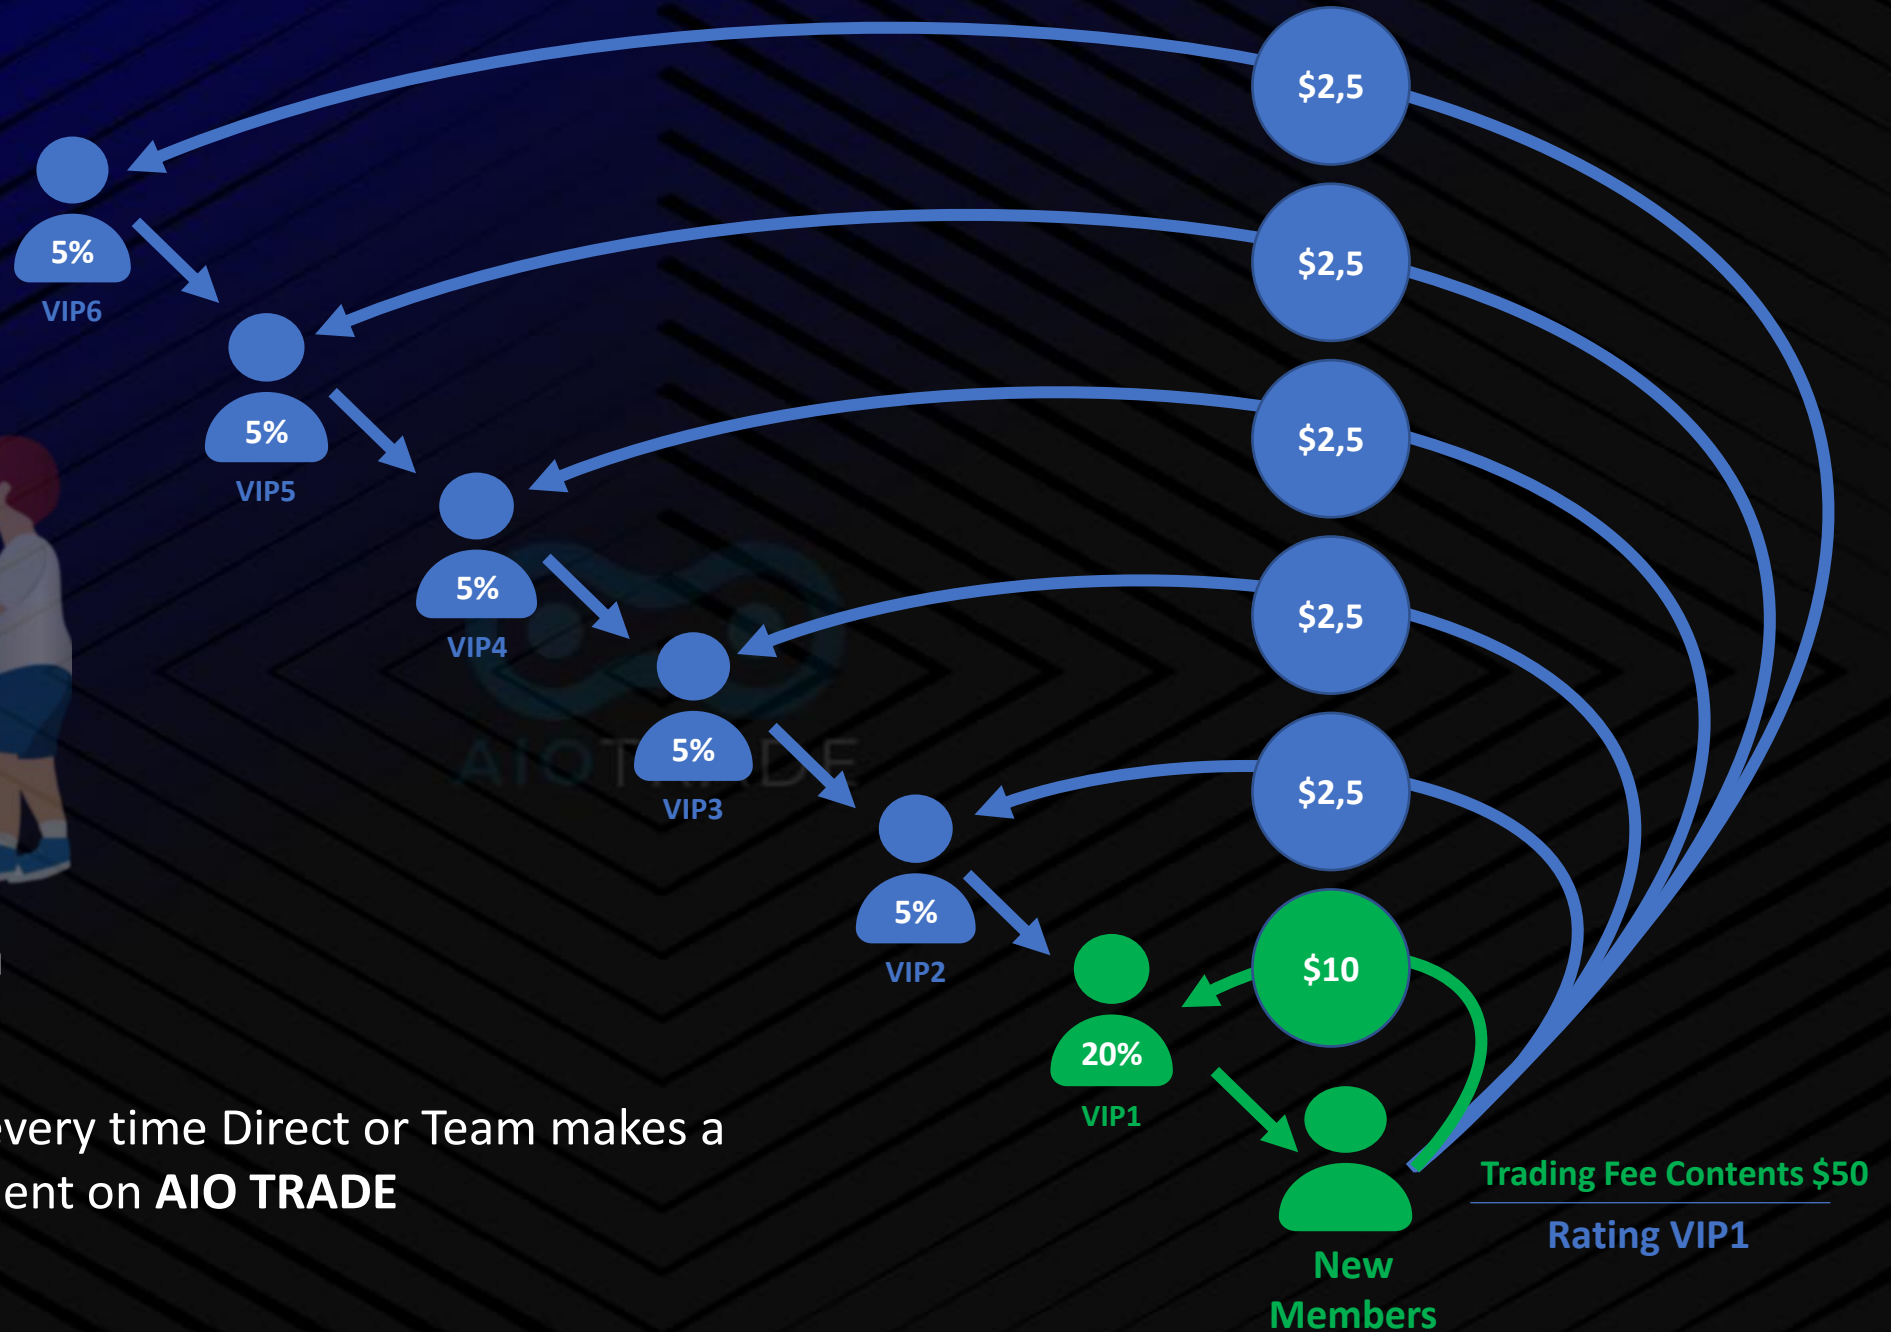 $2,5
5%
VIP6
$2,5
5%
VIP5
$2,5
5%
VIP4
$2,5
5%
VIP3
AIOTRADE
$2,5
5%
VIP2
$10
20%
VIP1
every time Direct or Team makes a
ent on AIO TRADE
Trading Fee Contents $50
Rating VIP1
New
Members